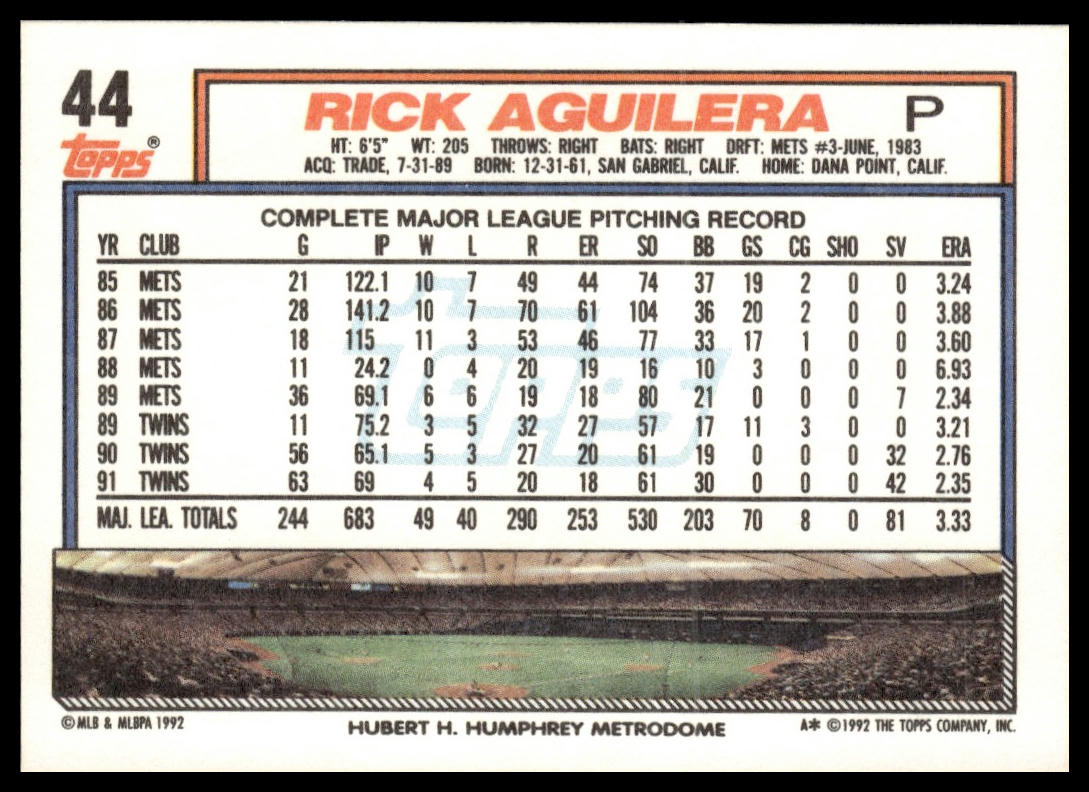 44
RICK AGUILERA P
topps®
HT: 6'5" WT: 205 THROWS: RIGHT BATS: RIGHT DRFT: METS #3-JUNE, 1983
ACQ: TRADE, 7-31-89 BORN: 12-31-61, SAN GABRIEL, CALIF. HOME: DANA POINT, CALIF.
COMPLETE MAJOR LEAGUE PITCHING RECORD
YR CLUB G IP W L R ER SO BB GS CG SHO SV ERA
85 METS 21 122.1 10 7 49 44 74 37 19 2 0 0 3.24
86 METS 28 141.2 10 7 70 61 104 36 20 2 0 0 3.88
87 METS 18 115 11 3 53 46 77 33 17 1 0 0 3.60
88 METS 11 24.2 0 4 20 19 16 10 3 0 0 0 6.93
89 METS 36 69.1 6 6 19 18 80 21 0 0 0 7 2.34
89 TWINS 11 75.2 3 5 32 27 57 17 11 3 0 0 3.21
90 TWINS 56 65.1 5 3 27 20 61 19 0 0 0 32 2.76
91 TWINS 63 69 4 5 20 18 61 30 0 0 0 42 2.35
MAJ. LEA. TOTALS 244 683 49 40 290 253 530 203 70 8 0 81 3.33
topps
©MLB & MLBPA 1992
HUBERT H. HUMPHREY METRODOME
A* ©1992 THE TOPPS COMPANY, INC.